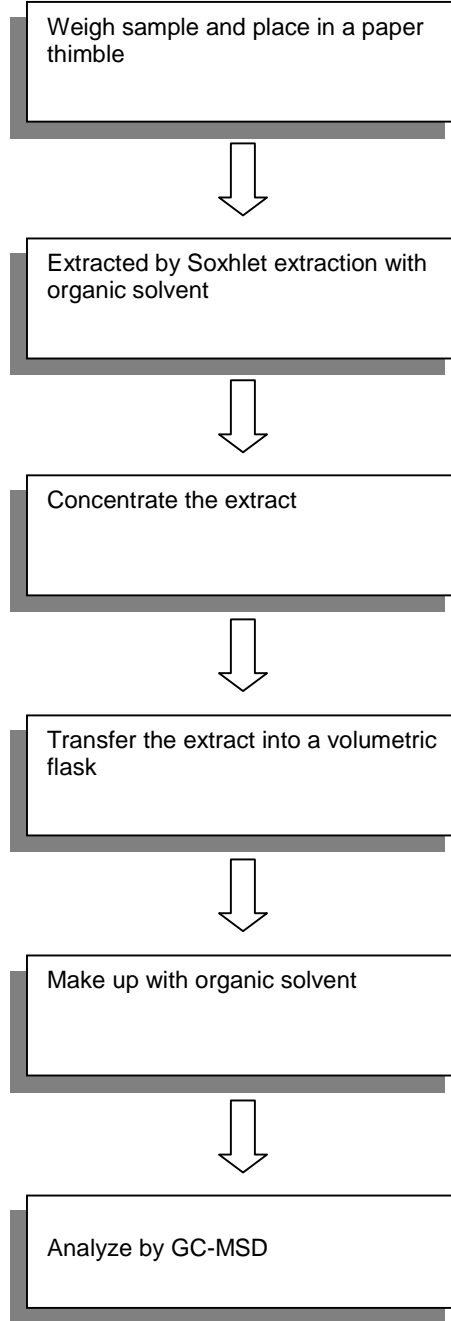 Weigh sample and place in a paper
thimble
Extracted by Soxhlet extraction with
organic solvent
Concentrate the extract
Transfer the extract into a volumetric
flask
Make up with organic solvent
Analyze by GC-MSD